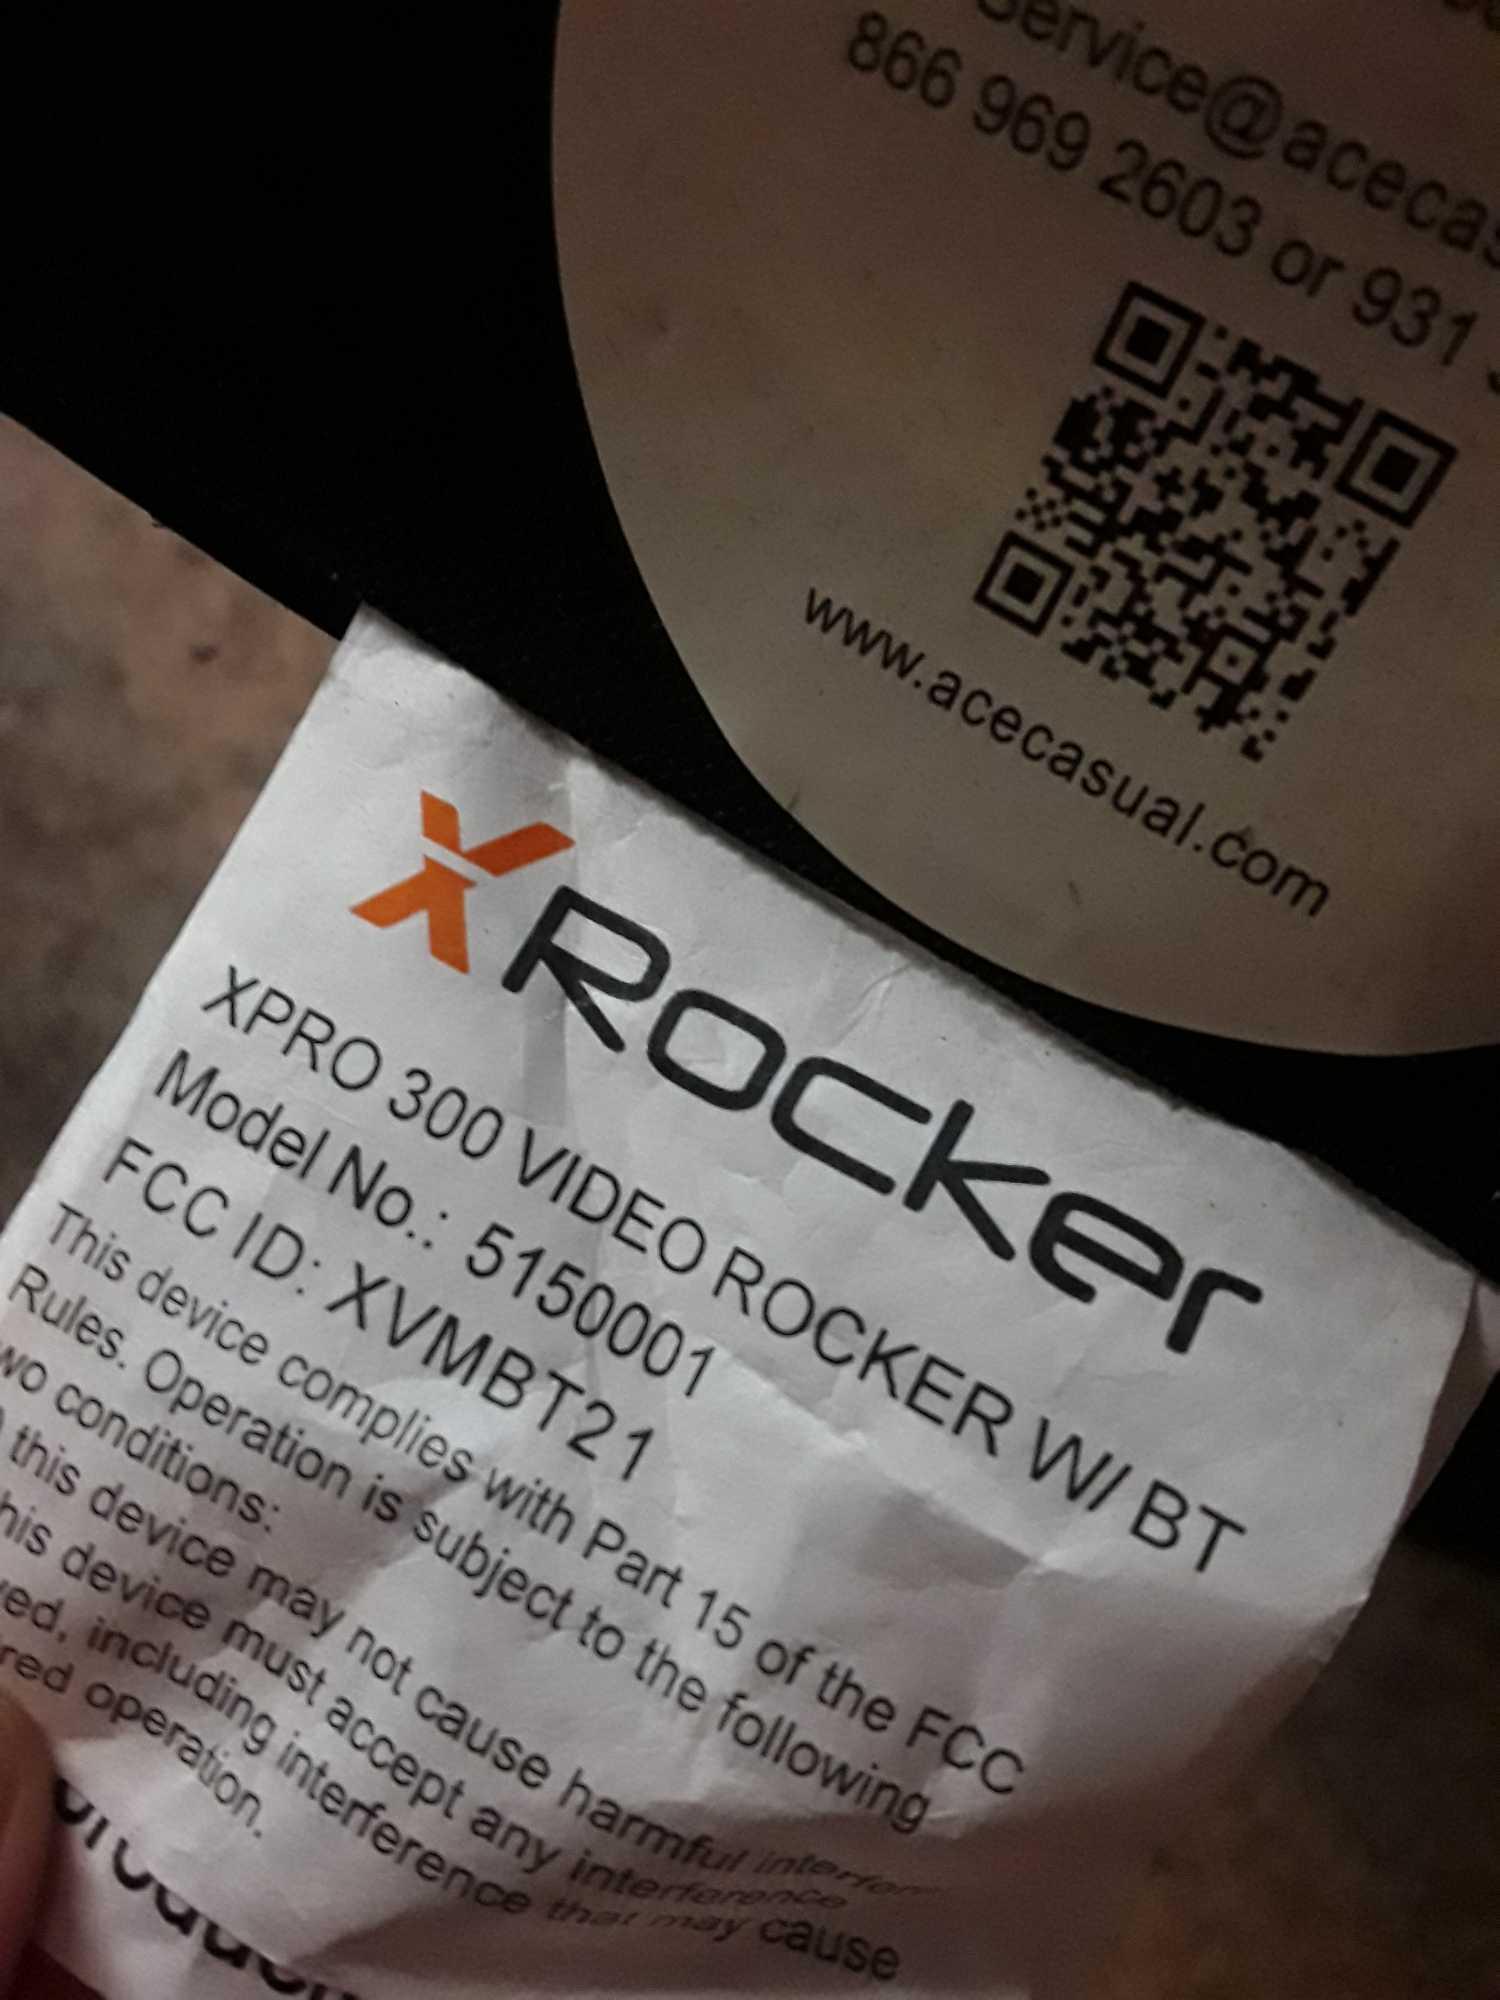 Service@acecas
866 969 2603 or 931
www.acecasual.com
X Rocker
XPRO 300 VIDEO ROCKER W/ BT
Model No.: 5150001
FCC ID: XVMBT21
This device complies with Part 15 of the FCC
Rules. Operation is subject to the following
wo conditions:
this device may not cause harmful interfer
his device must accept any interference
ed, including interference that may cause
red operation.